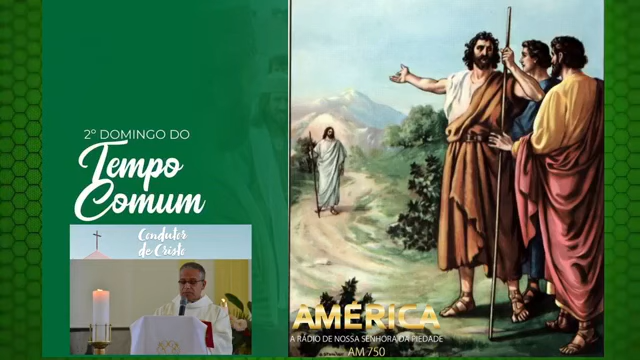 2º DOMINGO DO
Tempo
Comum
Condutor
de Cristo
AMÉRICA
A RÁDIO DE NOSSA SENHORA DA PIEDADE
AM 750